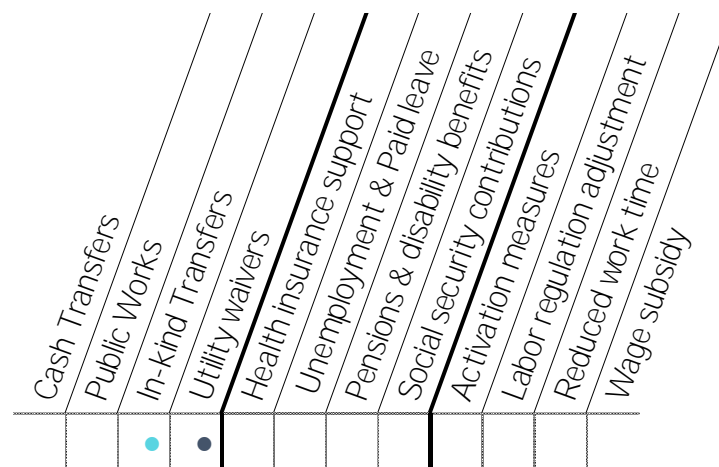 Cash Transfers
Public Works
In-Kind Transfers
Utility waivers
Health insurance support
Unemployment & Paid leave
Pensions & disability benefits
Social security contributions
Activation measures
Labor regulation adjustment
Reduced work time
Wage subsidy